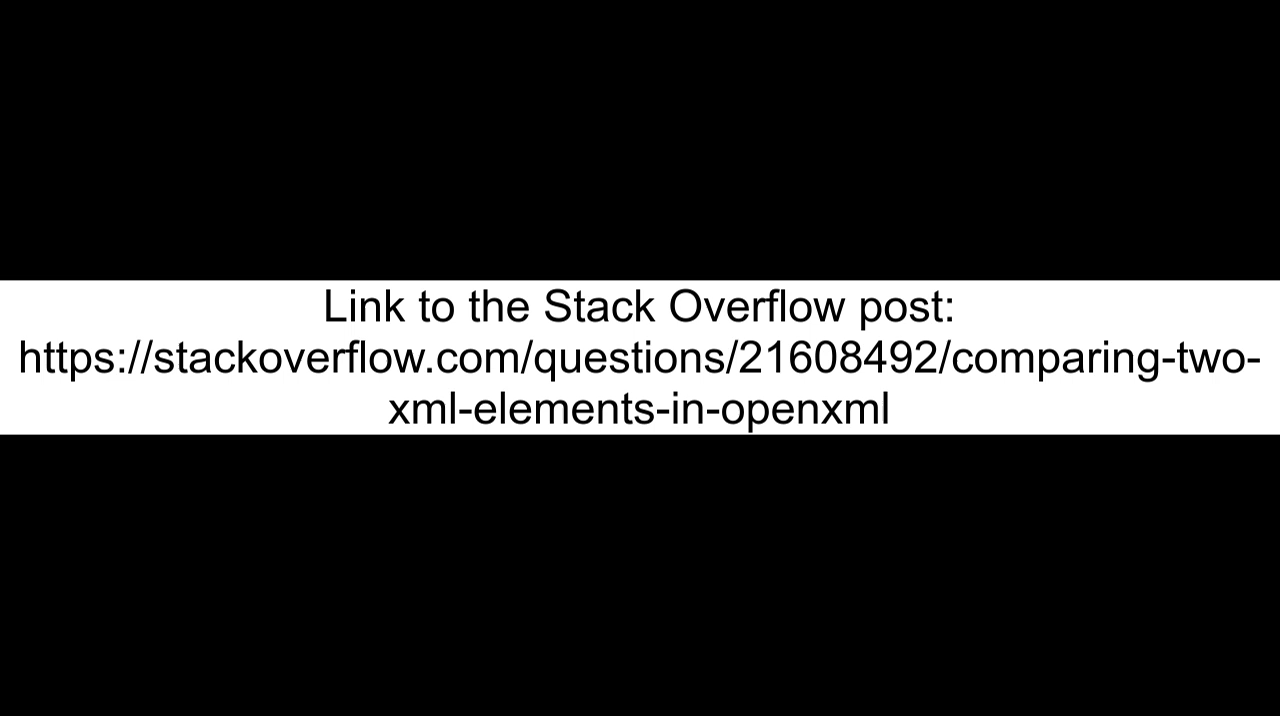 Link to the Stack Overflow post:
https://stackoverflow.com/questions/21608492/comparing-two-
xml-elements-in-openxml